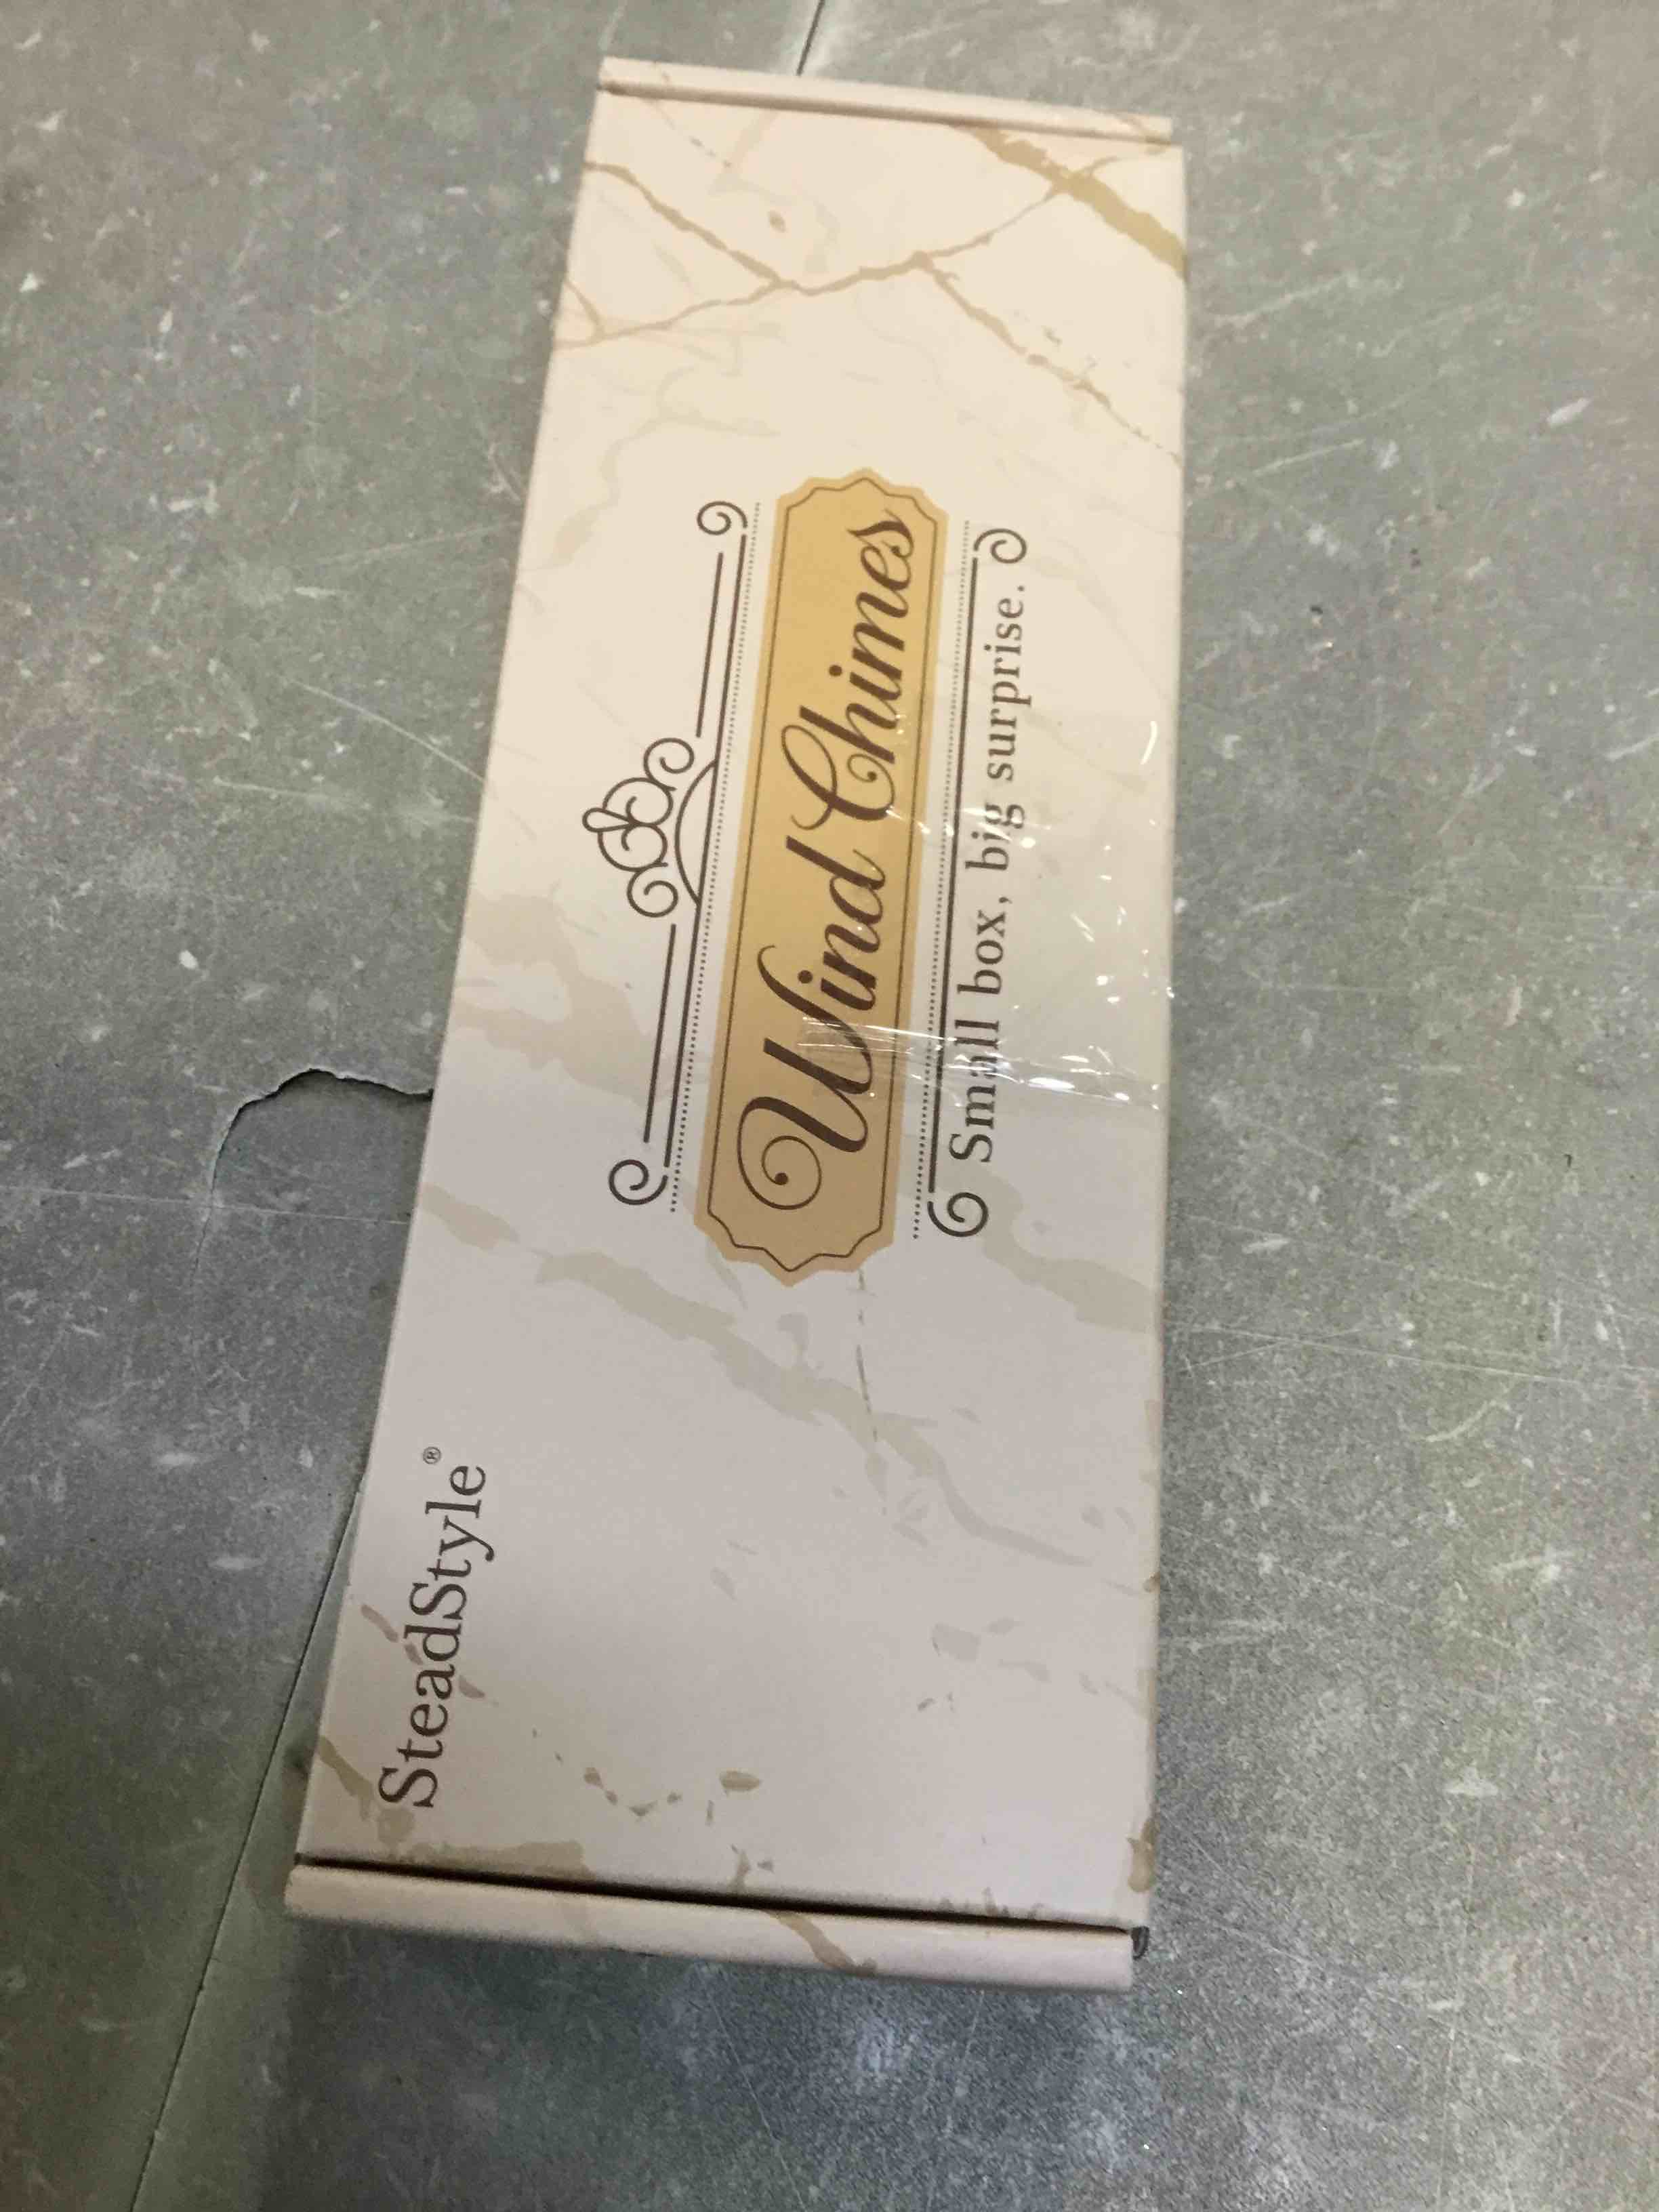 SteadStyle®
Wind Chimes
Small box, big surprise.